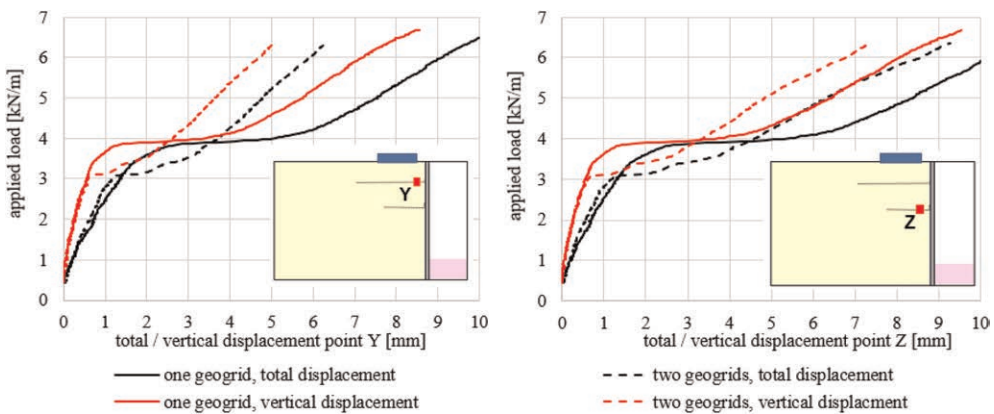 applied load [kN/m]
7
6
5
4
3
2
1
0
Y
0 1 2 3 4 5 6 7 8 9 10
total / vertical displacement point Y [mm]
applied load [kN/m]
7
6
5
4
3
2
1
0
Z
0 1 2 3 4 5 6 7 8 9 10
total / vertical displacement point Z [mm]
one geogrid, total displacement
one geogrid, vertical displacement
two geogrids, total displacement
two geogrids, vertical displacement